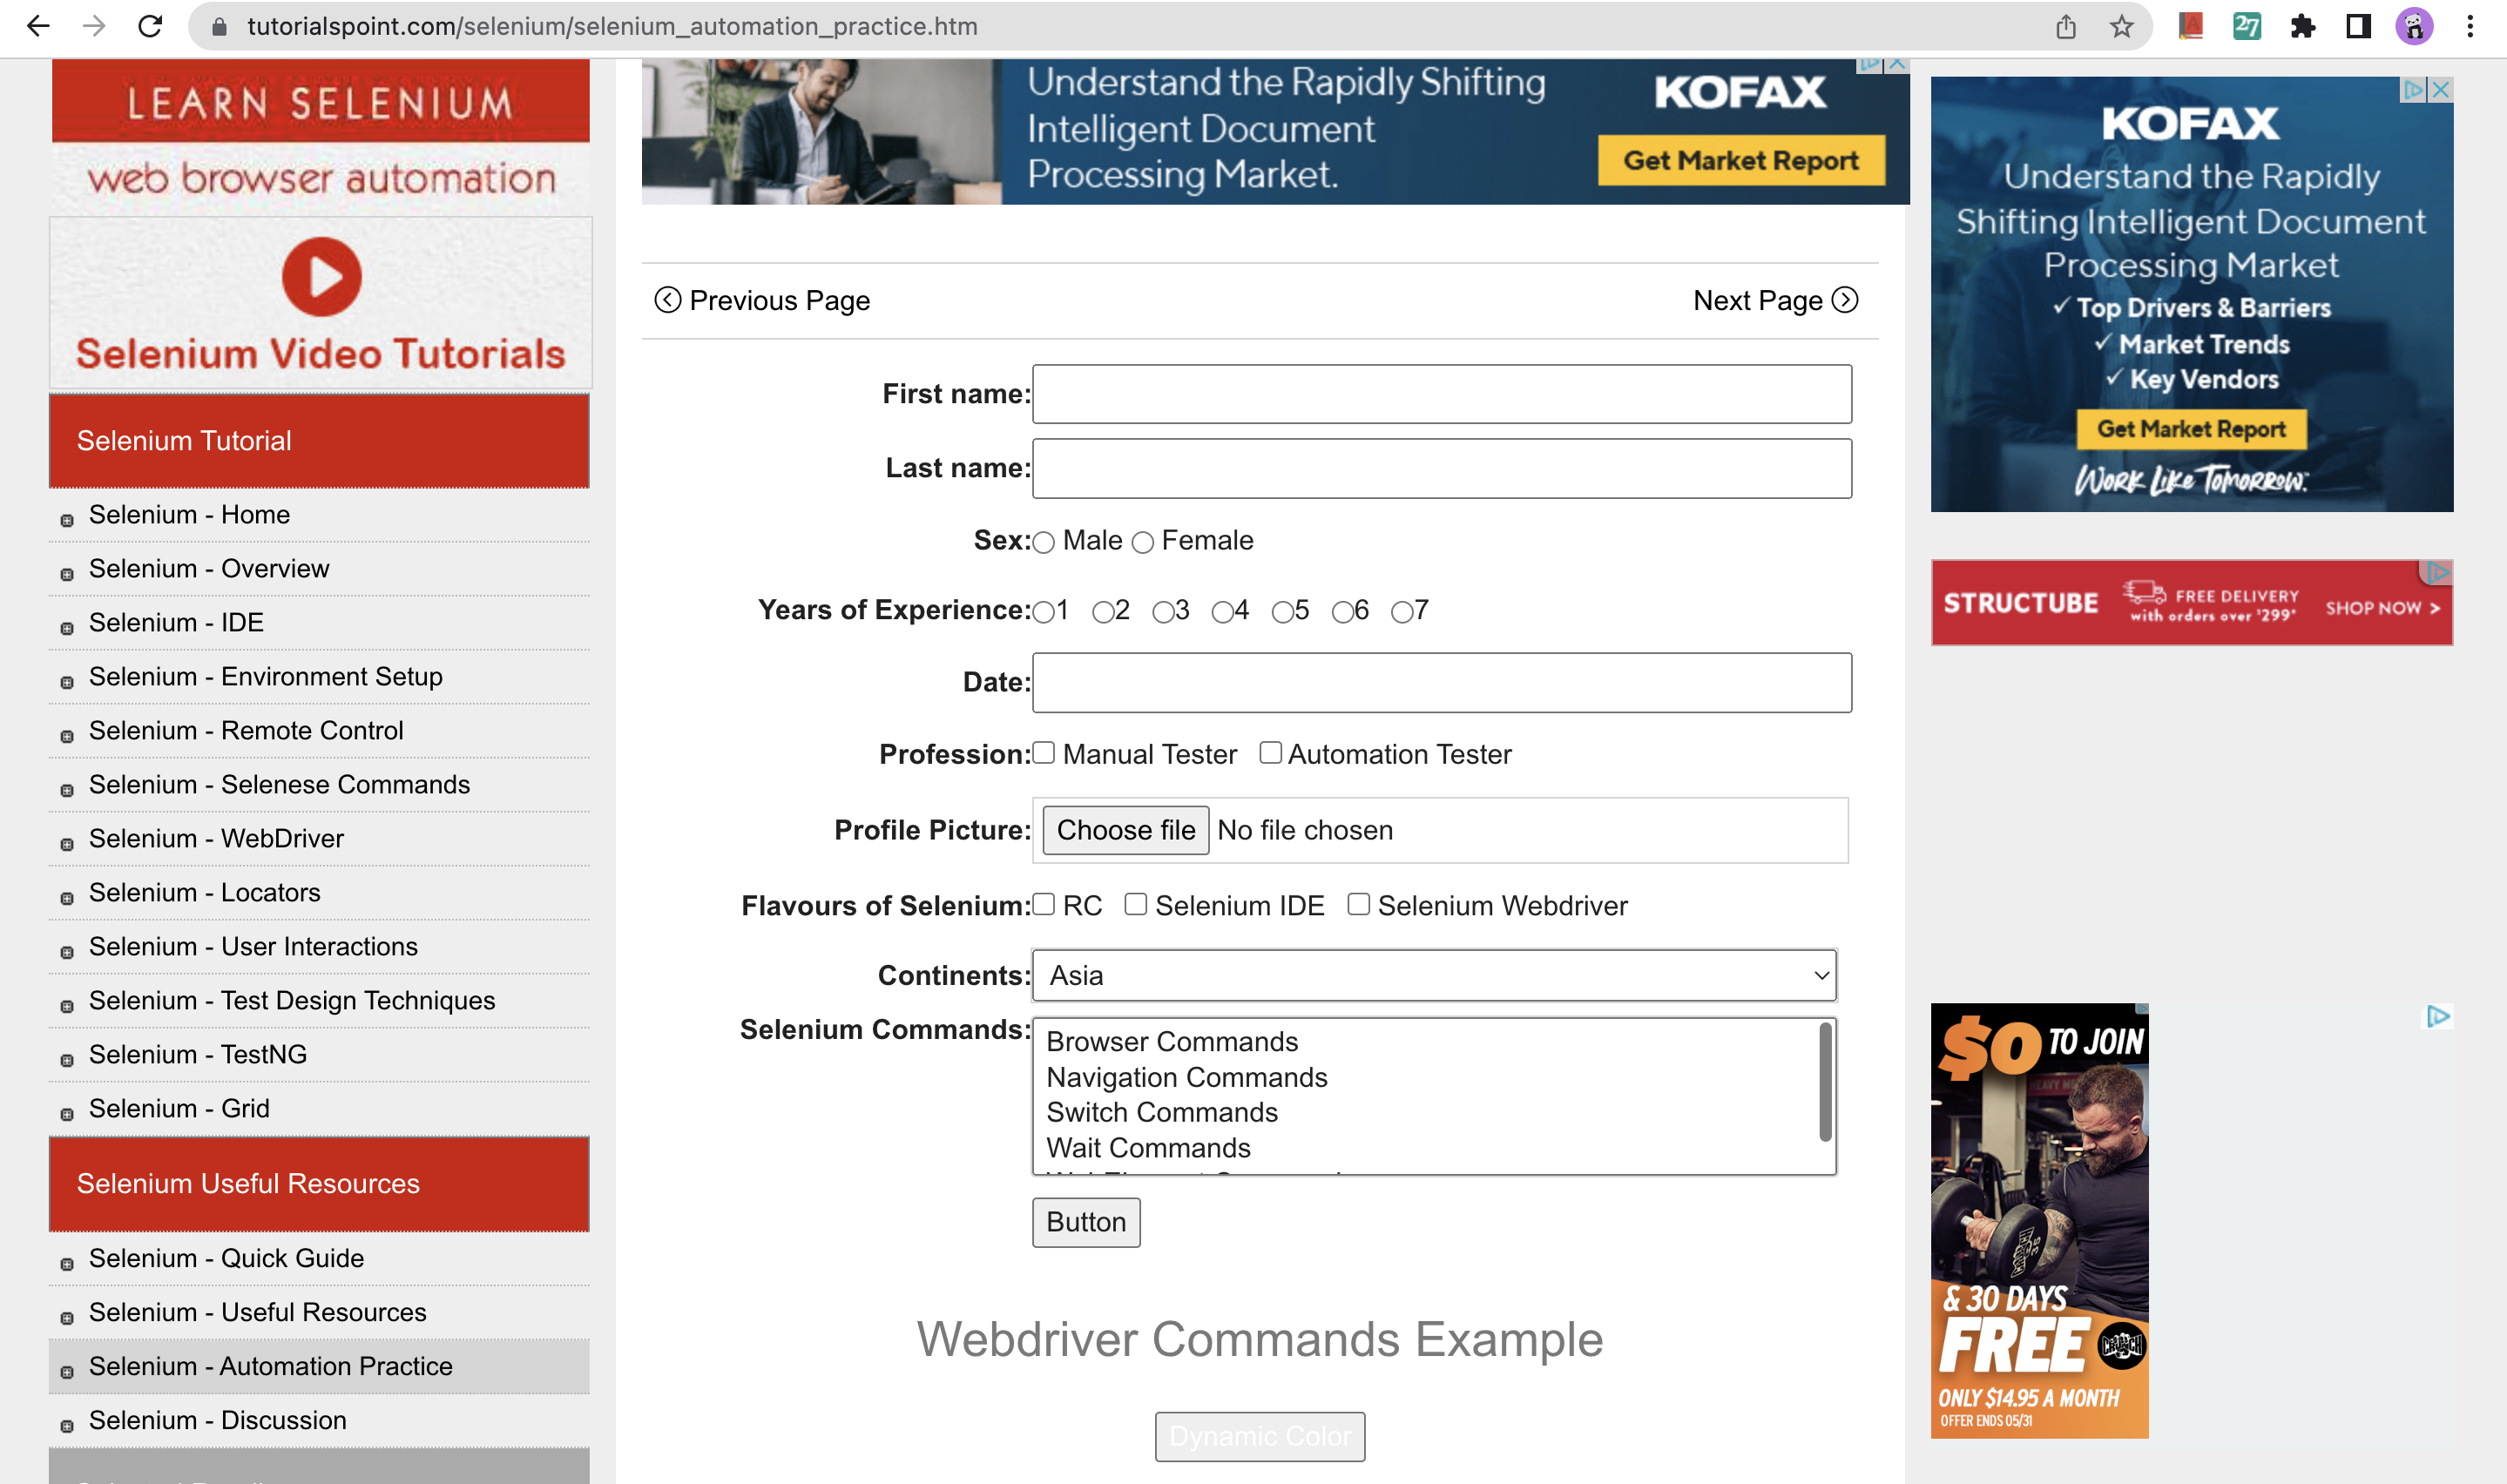 tutorialspoint.com/selenium/selenium_automation_practice.htm
27
LEARN SELENIUM
web browser automation
Selenium Video Tutorials
Selenium Tutorial
Selenium - Home
Selenium - Overview
Selenium - IDE
Selenium - Environment Setup
Selenium - Remote Control
Selenium - Selenese Commands
Selenium - WebDriver
Selenium - Locators
Selenium - User Interactions
Selenium - Test Design Techniques
Selenium - TestNG
Selenium - Grid
Selenium Useful Resources
Selenium - Quick Guide
Selenium - Useful Resources
Selenium - Automation Practice
Selenium - Discussion
Understand the Rapidly Shifting
Intelligent Document
Processing Market.
KOFAX
Get Market Report
Previous Page
Next Page
First name:
Last name:
Sex: Male Female
Years of Experience: 1 2 3 4 5 6 7
Date:
Profession: Manual Tester Automation Tester
Profile Picture: Choose file No file chosen
Flavours of Selenium: RC Selenium IDE Selenium Webdriver
Continents: Asia
Selenium Commands:
Browser Commands
Navigation Commands
Switch Commands
Wait Commands
Button
Webdriver Commands Example
Dynamic Color
KOFAX
Understand the Rapidly
Shifting Intelligent Document
Processing Market
✓ Top Drivers & Barriers
✓ Market Trends
✓ Key Vendors
Get Market Report
Work Like Tomorrow.™
STRUCTUBE
FREE DELIVERY
with orders over $299*
SHOP NOW >
$0 TO JOIN
& 30 DAYS
FREE
CRUNCH
ONLY $14.95 A MONTH
OFFER ENDS 05/31